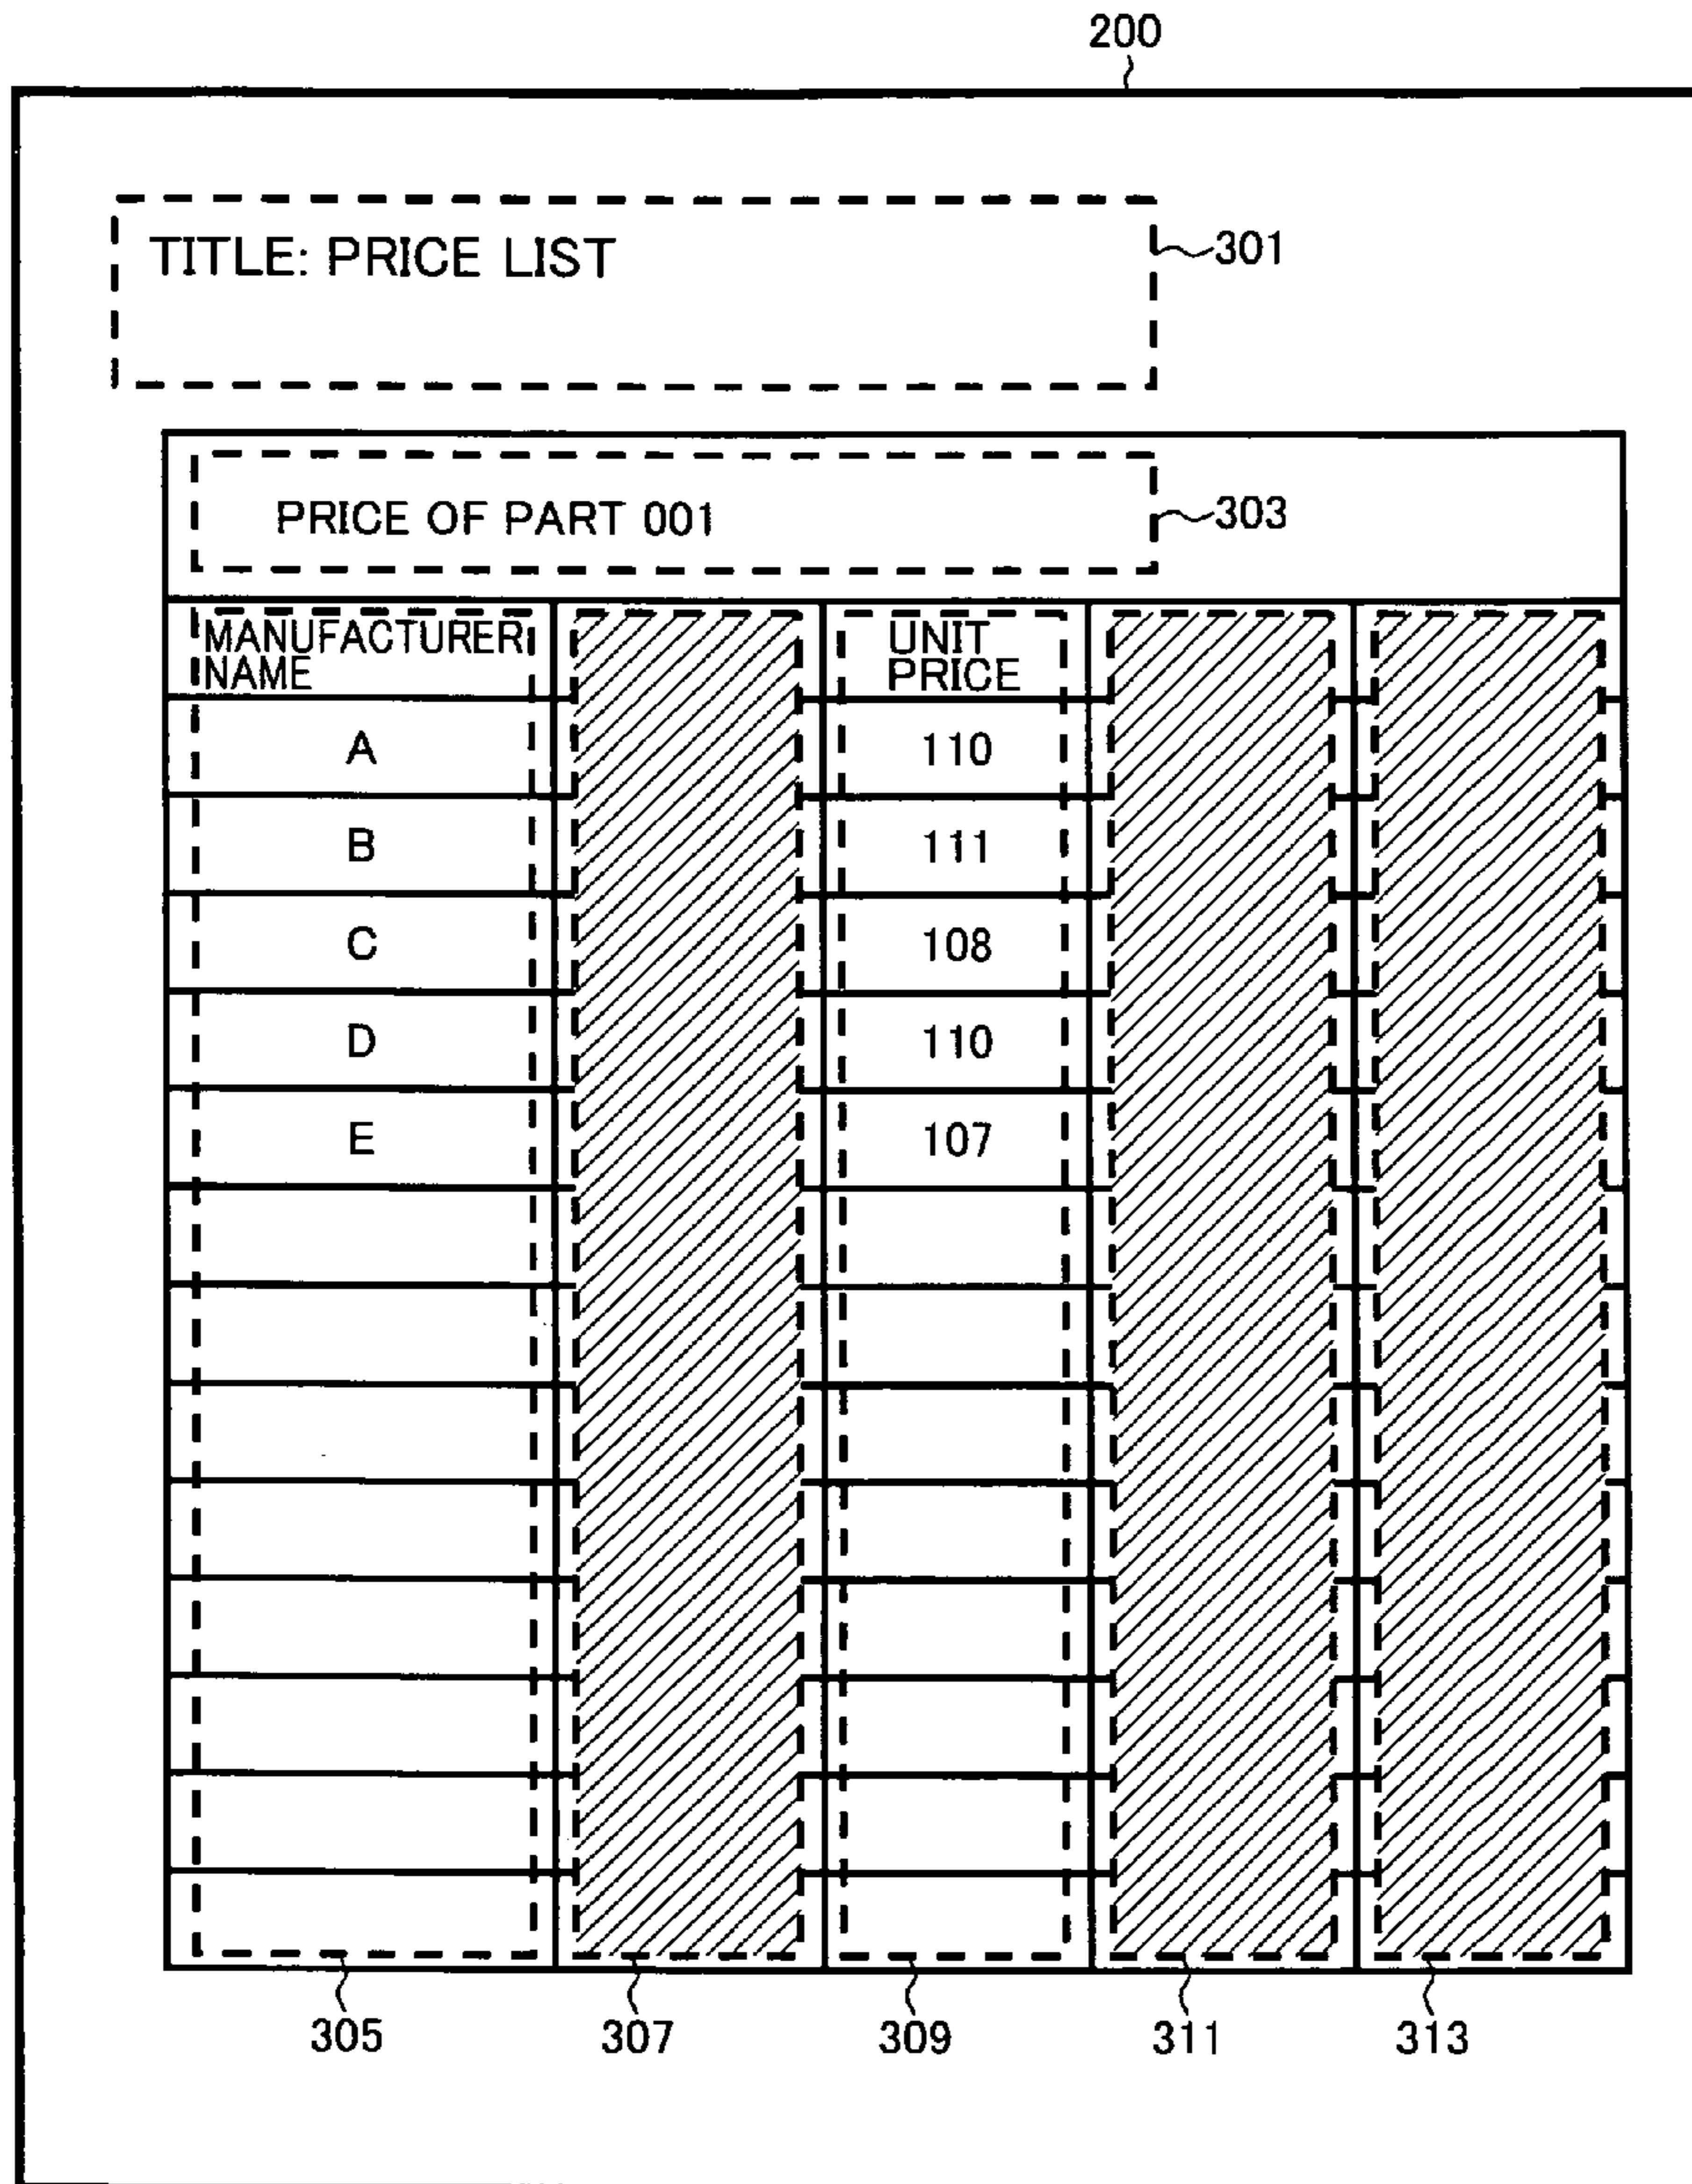 200
TITLE: PRICE LIST
301
PRICE OF PART 001
303
MANUFACTURER
NAME
UNIT
PRICE
A
110
B
111
C
108
D
110
E
107
305
307
309
311
313